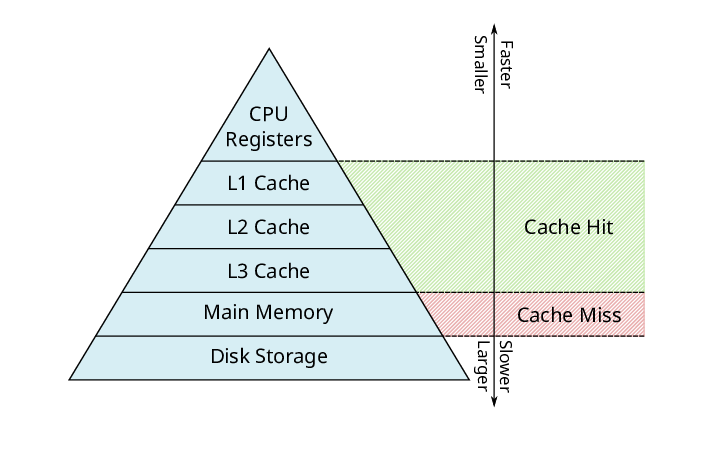 Smaller
Faster
CPU
Registers
L1 Cache
L2 Cache
Cache Hit
L3 Cache
Main Memory
Cache Miss
Disk Storage
Larger
Slower